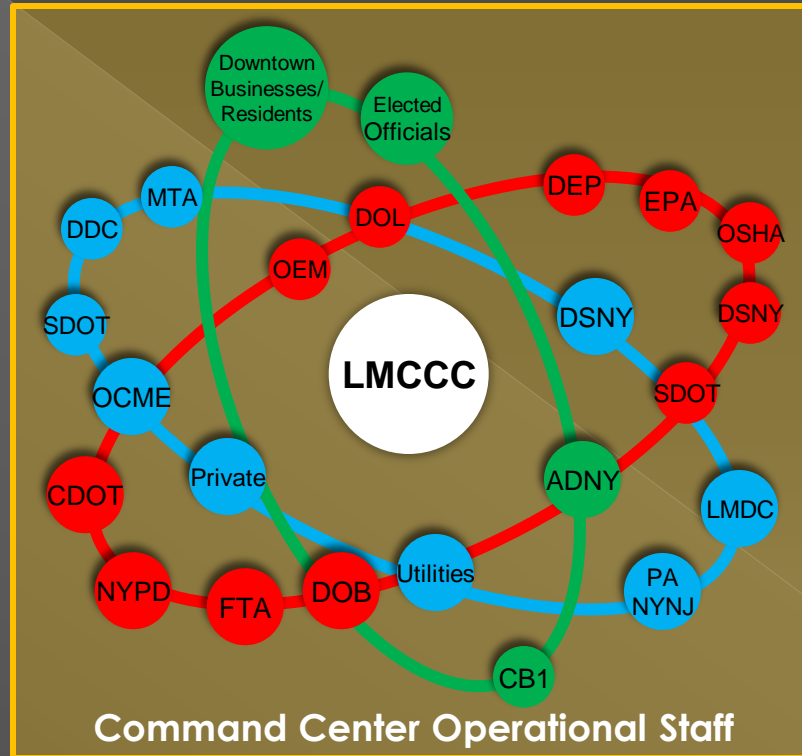 Downtown
Businesses/
Residents
Elected
Officials
MTA
DEP
EPA
DDC
DOL
OSHA
OEM
SDOT
DSNY
DSNY
LMCCC
OCME
SDOT
Private
ADNY
CDOT
LMDC
Utilities
PA
NYNJ
NYPD
FTA
DOB
CB1
Command Center Operational Staff